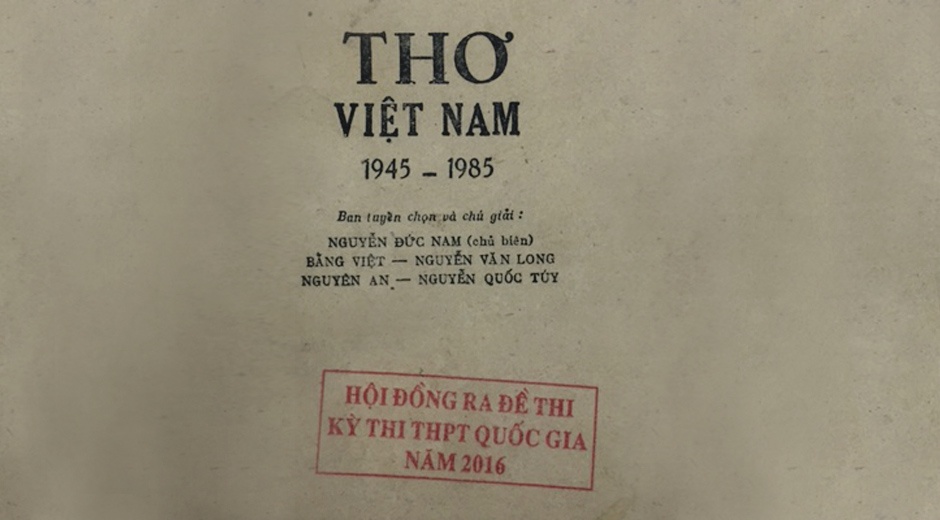 THƠ
VIỆT NAM
1945 – 1985
Ban tuyển chọn và chú giải :
NGUYỄN ĐỨC NAM (chủ biên)
BẰNG VIỆT — NGUYỄN VĂN LONG
NGUYÊN AN — NGUYỄN QUỐC TÚY
HỘI ĐỒNG RA ĐỀ THI
KỲ THI THPT QUỐC GIA
NĂM 2016